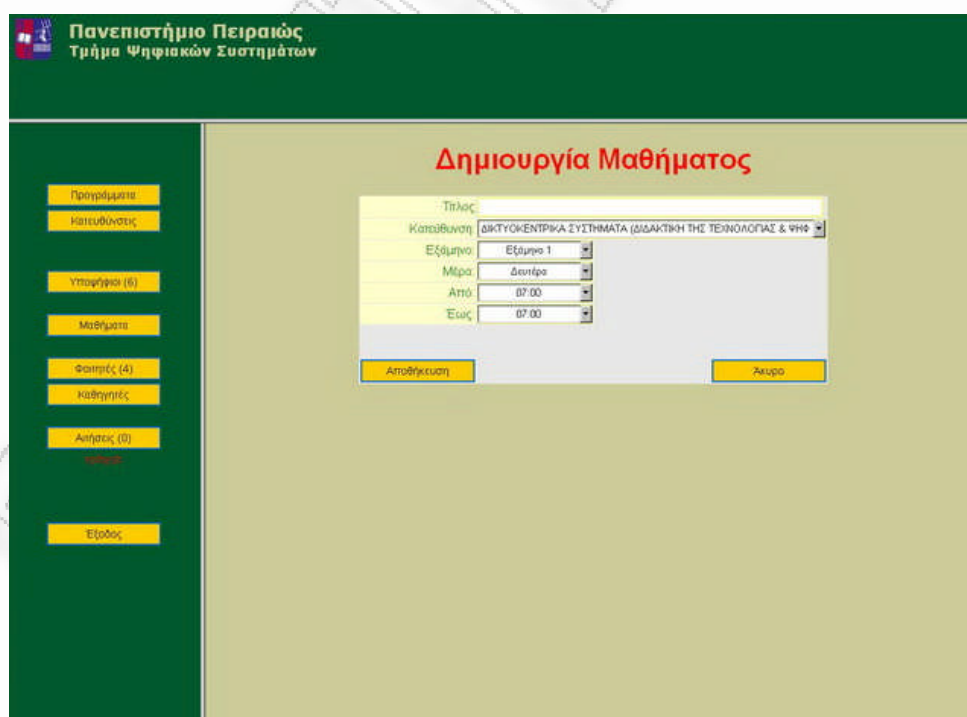 Πανεπιστήμιο Πειραιώς
Τμήμα Ψηφιακών Συστημάτων
Προγράμματα
Κατευθύνσεις
Υποψήφιοι (6)
Μαθήματα
Φοιτητές (4)
Καθηγητές
Αιτήσεις (0)
Έξοδος
Δημιουργία Μαθήματος
Τίτλος:
Κατεύθυνση: ΔΙΚΤΥΟΚΕΝΤΡΙΚΑ ΣΥΣΤΗΜΑΤΑ (ΔΙΔΑΚΤΙΚΗ ΤΗΣ ΤΕΧΝΟΛΟΓΙΑΣ & ΨΗΦ
Εξάμηνο: Εξάμηνο 1
Μέρα: Δευτέρα
Από: 07:00
Έως: 07:00
Αποθήκευση Άκυρο